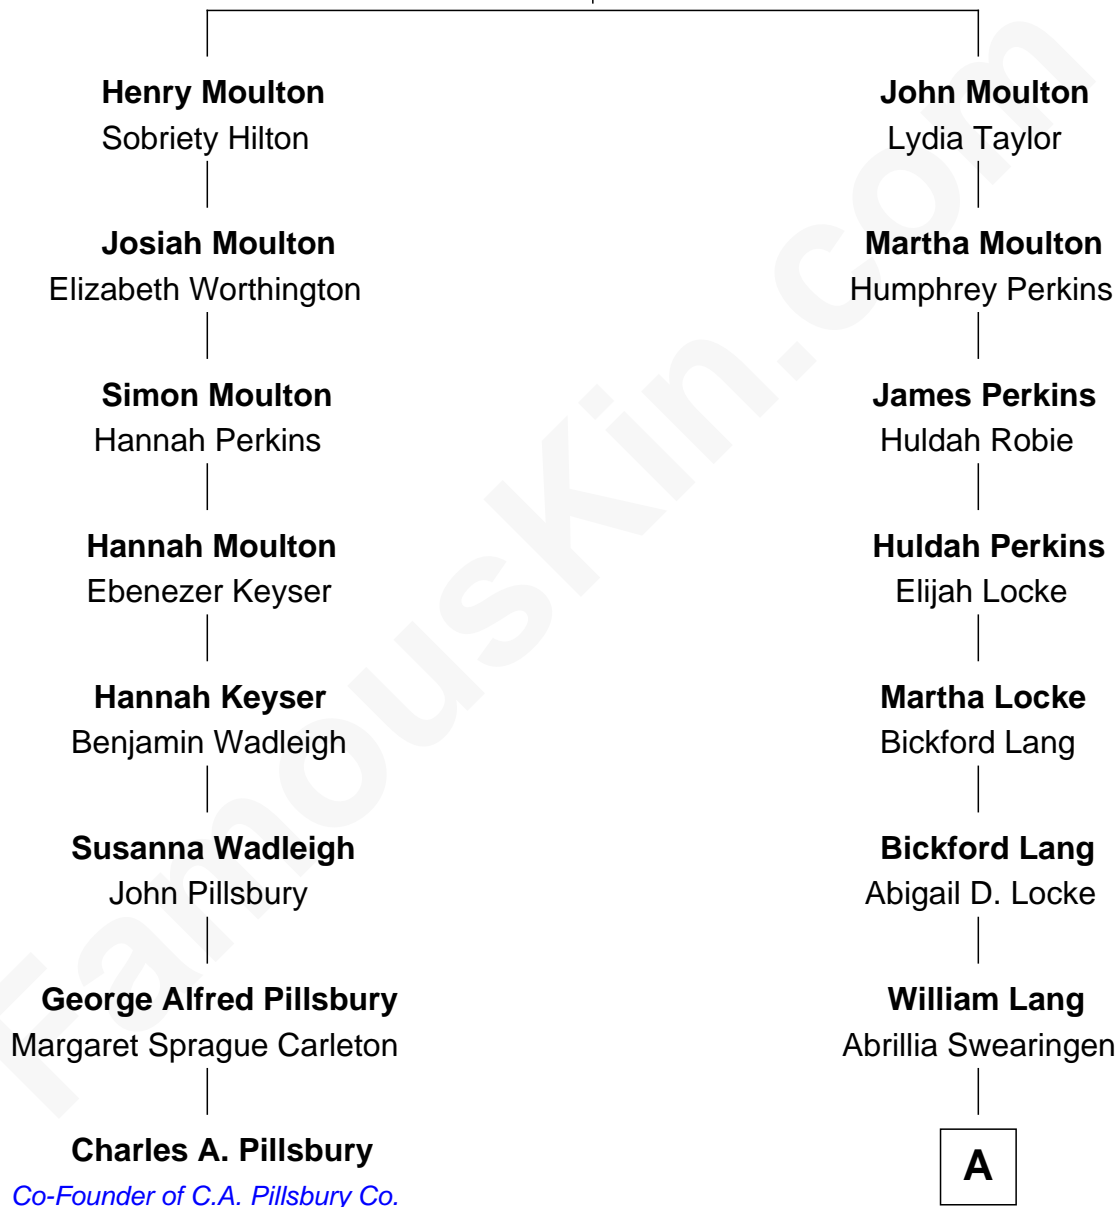 Henry Moulton
Sobriety Hilton
John Moulton
Lydia Taylor
Josiah Moulton
Elizabeth Worthington
Martha Moulton
Humphrey Perkins
Simon Moulton
Hannah Perkins
James Perkins
Huldah Robie
Hannah Moulton
Ebenezer Keyser
Huldah Perkins
Elijah Locke
Hannah Keyser
Benjamin Wadleigh
Martha Locke
Bickford Lang
Susanna Wadleigh
John Pillsbury
Bickford Lang
Abigail D. Locke
George Alfred Pillsbury
Margaret Sprague Carleton
William Lang
Abrillia Swearingen
Charles A. Pillsbury
Co-Founder of C.A. Pillsbury Co.
A
FamousKin.com